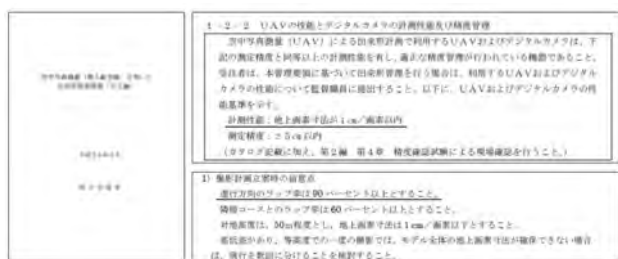 1-2-2 UAVの性能とデジタルカメラの計測性能及び精度管理
空中写真測量(UAV)による出来形計測で利用するUAVおよびデジタルカメラは、下
記の測定精度と同等以上の計測性能を有し、適正な精度管理が行われている機器であること。
受注者は、本管理要領に基づいて出来形管理を行う場合は、利用するUAVおよびデジタル
カメラの性能について監督職員に提出すること。以下に、UAVおよびデジタルカメラの性
能基準を示す。
計測性能:地上画素寸法が1cm/画素以内
測定精度:±5cm以内
(カタログ記載に加え、第2編 第4章 精度確認試験による現場確認を行うこと。)
1) 撮影計画立案時の留意点
進行方向のラップ率は90パーセント以上とすること。
隣接コースとのラップ率は60パーセント以上とすること。
対地高度は、50m程度とし、地上画素寸法は1cm/画素以下とすること。
高低差があり、等高度での一度の撮影では、モデル全体の地上画素寸法が確保できない場合
は、飛行を数回に分けることを検討すること。